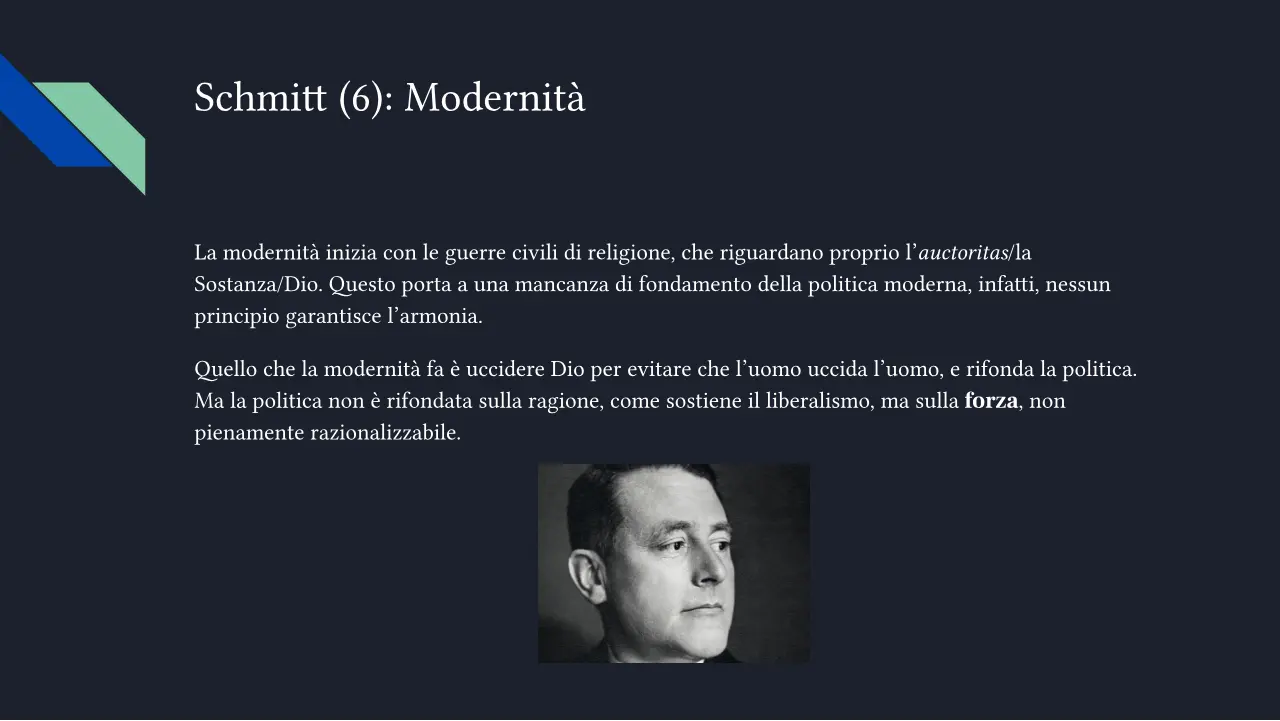 Schmitt (6): Modernità
La modernità inizia con le guerre civili di religione, che riguardano proprio l’auctoritas/la
Sostanza/Dio. Questo porta a una mancanza di fondamento della politica moderna, infatti, nessun
principio garantisce l’armonia.
Quello che la modernità fa è uccidere Dio per evitare che l’uomo uccida l’uomo, e rifonda la politica.
Ma la politica non è rifondata sulla ragione, come sostiene il liberalismo, ma sulla forza, non
pienamente razionalizzabile.